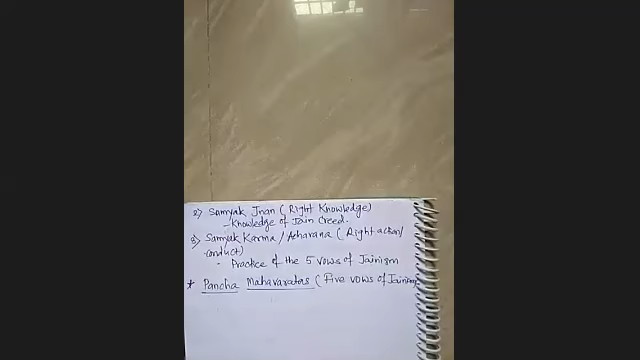 2) Samyak Jnan ( Right Knowledge)
- Knowledge of Jain Creed.
3) Samyak Karma / Acharana ( Right action/
conduct)
• Practice of the 5 vows of Jainism
* Pancha Mahavaratas ( Five vows of Jainism